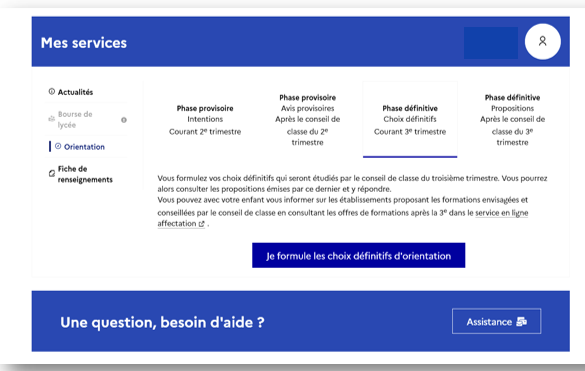 Mes services
Actualités
Bourse de
lycée
Orientation
Fiche de
renseignements
Phase provisoire
Intentions
Courant 2e trimestre
Phase provisoire
Avis provisoires
Après le conseil de
classe du 2e
trimestre
Phase définitive
Choix définitifs
Courant 3e trimestre
Phase définitive
Propositions
Après le conseil de
classe du 3e
trimestre
Vous formulez vos choix définitifs qui seront étudiés par le conseil de classe du troisième trimestre. Vous pourrez
alors consulter les propositions émises par ce dernier et y répondre.
Vous pouvez avec votre enfant vous informer sur les établissements proposant les formations envisagées et
conseillées par le conseil de classe en consultant les offres de formations après la 3e dans le service en ligne
affectation .
Je formule les choix définitifs d'orientation
Une question, besoin d'aide ?
Assistance